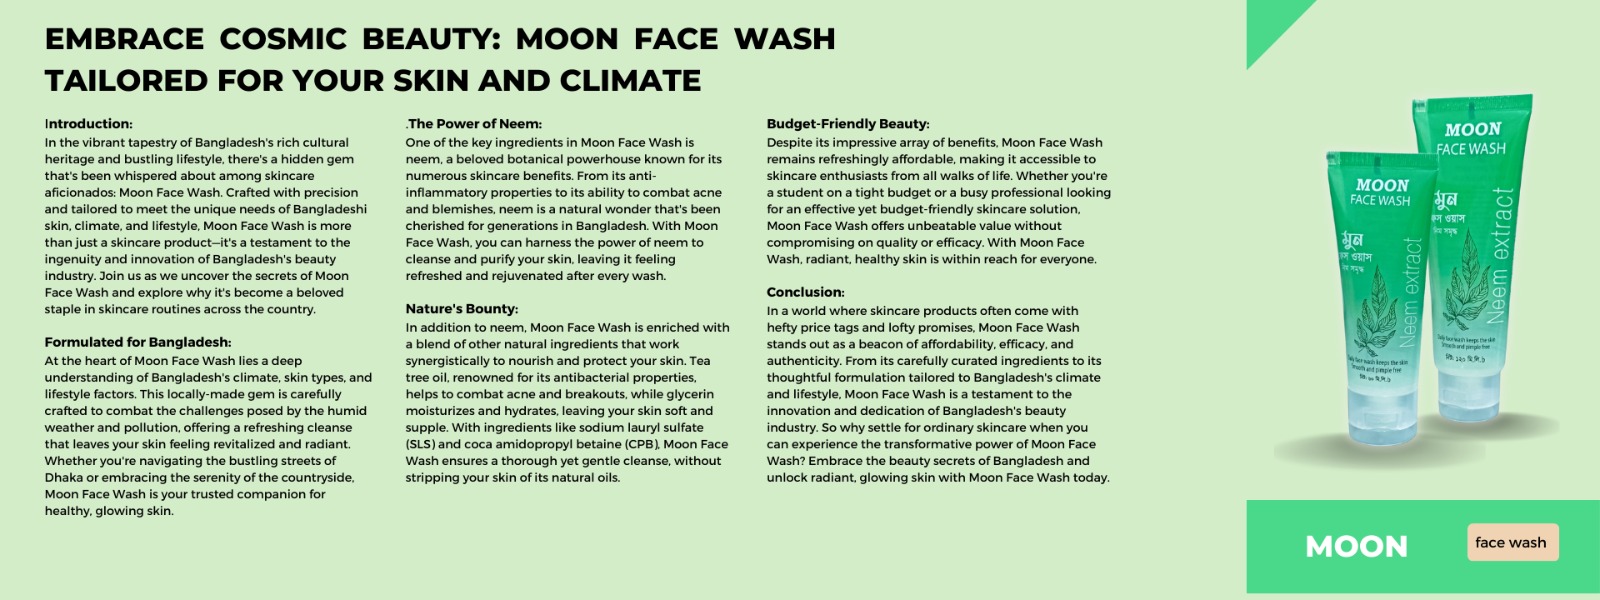 EMBRACE COSMIC BEAUTY: MOON FACE WASH
TAILORED FOR YOUR SKIN AND CLIMATE
Introduction:
In the vibrant tapestry of Bangladesh's rich cultural
heritage and bustling lifestyle, there's a hidden gem
that's been whispered about among skincare
aficionados: Moon Face Wash. Crafted with precision
and tailored to meet the unique needs of Bangladeshi
skin, climate, and lifestyle, Moon Face Wash is more
than just a skincare product—it's a testament to the
ingenuity and innovation of Bangladesh's beauty
industry. Join us as we uncover the secrets of Moon
Face Wash and explore why it's become a beloved
staple in skincare routines across the country.
Formulated for Bangladesh:
At the heart of Moon Face Wash lies a deep
understanding of Bangladesh's climate, skin types, and
lifestyle factors. This locally-made gem is carefully
crafted to combat the challenges posed by the humid
weather and pollution, offering a refreshing cleanse
that leaves your skin feeling revitalized and radiant.
Whether you're navigating the bustling streets of
Dhaka or embracing the serenity of the countryside,
Moon Face Wash is your trusted companion for
healthy, glowing skin.
.The Power of Neem:
One of the key ingredients in Moon Face Wash is
neem, a beloved botanical powerhouse known for its
numerous skincare benefits. From its anti-
inflammatory properties to its ability to combat acne
and blemishes, neem is a natural wonder that's been
cherished for generations in Bangladesh. With Moon
Face Wash, you can harness the power of neem to
cleanse and purify your skin, leaving it feeling
refreshed and rejuvenated after every wash.
Nature's Bounty:
In addition to neem, Moon Face Wash is enriched with
a blend of other natural ingredients that work
synergistically to nourish and protect your skin. Tea
tree oil, renowned for its antibacterial properties,
helps to combat acne and breakouts, while glycerin
moisturizes and hydrates, leaving your skin soft and
supple. With ingredients like sodium lauryl sulfate
(SLS) and coca amidopropyl betaine (CPB), Moon Face
Wash ensures a thorough yet gentle cleanse, without
stripping your skin of its natural oils.
Budget-Friendly Beauty:
Despite its impressive array of benefits, Moon Face Wash
remains refreshingly affordable, making it accessible to
skincare enthusiasts from all walks of life. Whether you're
a student on a tight budget or a busy professional looking
for an effective yet budget-friendly skincare solution,
Moon Face Wash offers unbeatable value without
compromising on quality or efficacy. With Moon Face
Wash, radiant, healthy skin is within reach for everyone.
Conclusion:
In a world where skincare products often come with
hefty price tags and lofty promises, Moon Face Wash
stands out as a beacon of affordability, efficacy, and
authenticity. From its carefully curated ingredients to its
thoughtful formulation tailored to Bangladesh's climate
and lifestyle, Moon Face Wash is a testament to the
innovation and dedication of Bangladesh's beauty
industry. So why settle for ordinary skincare when you
can experience the transformative power of Moon Face
Wash? Embrace the beauty secrets of Bangladesh and
unlock radiant, glowing skin with Moon Face Wash today.
MOON
FACE WASH
মুন
ওয়াস
Neem extract
MOON
FACE WASH
মুন
ওয়াস
Neem extract
face wash keeps the skin
Smooth and pimple free
MOON
face wash